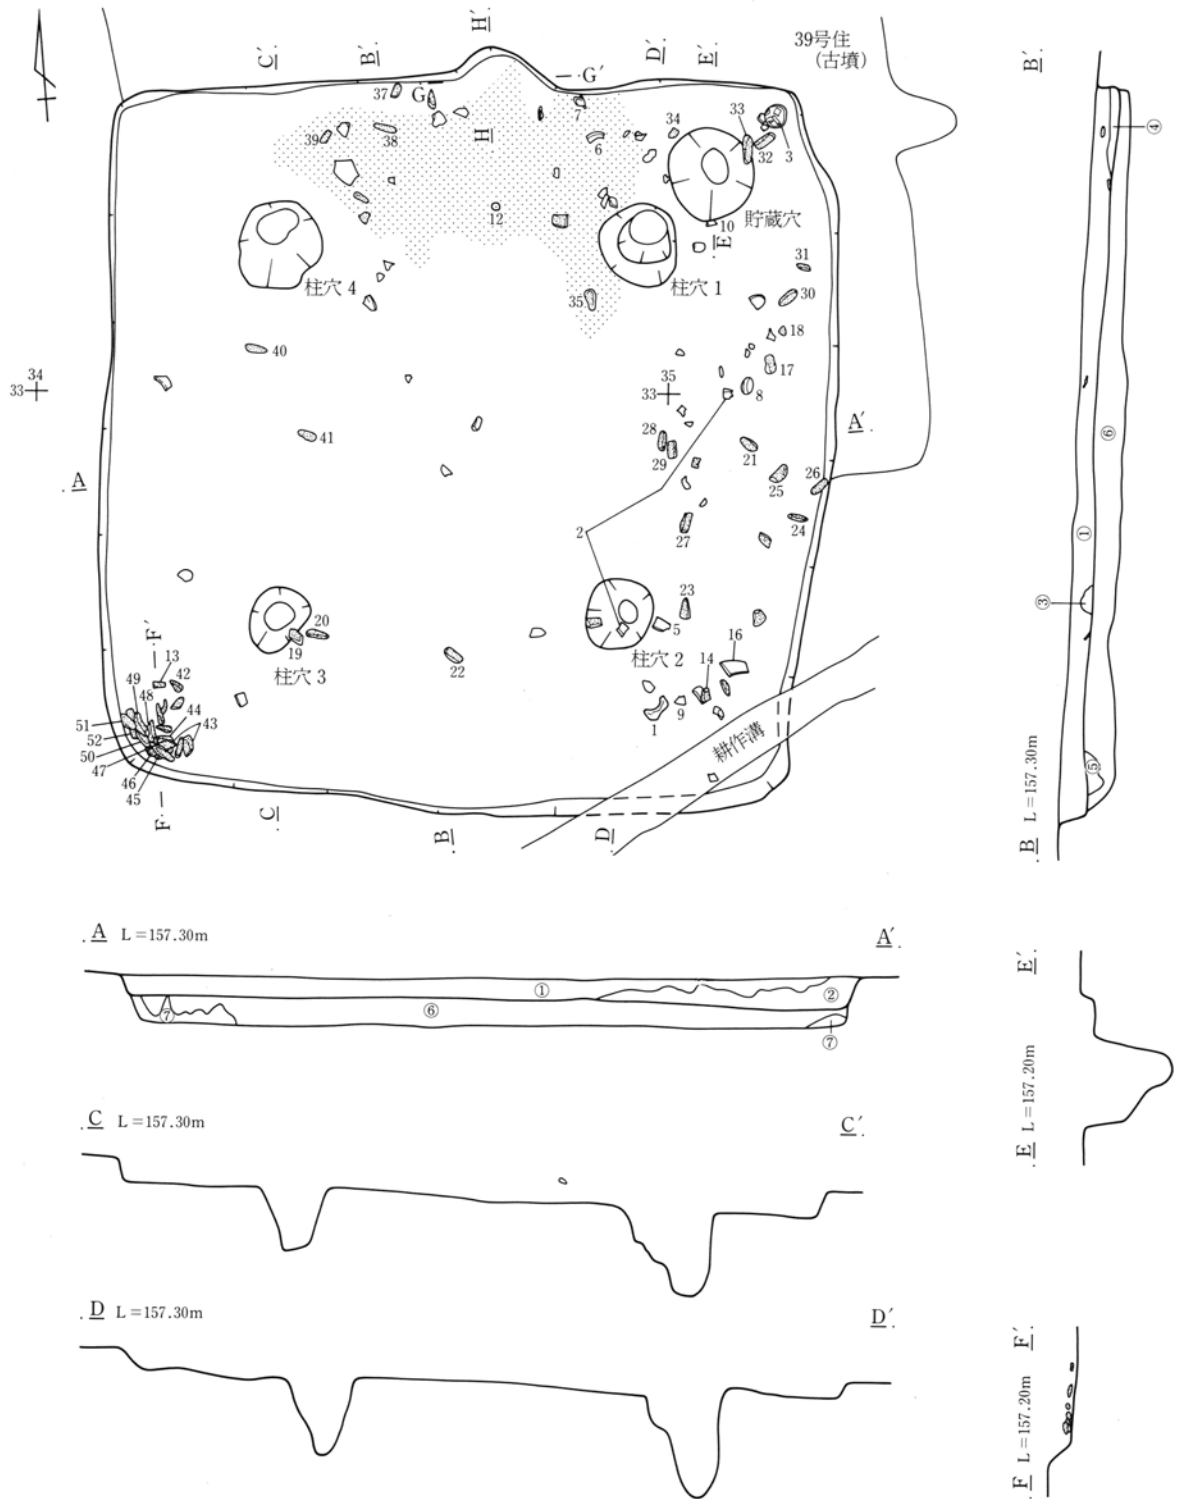 H′
C′
B′
D′
E′
39号住
(古墳)
B′
37
G
G′
7
33
34
3
④
39
38
H
6
32
12
10
貯蔵穴
E
柱穴 4
柱穴 1
31
30
35
18
40
17
34
33
35
33
8
A′
41
28
29
21
⑥
25
26
A
24
2
27
①
③
23
F′
5
20
16
19
13
42
柱穴 3
22
柱穴 2
14
49
48
44
43
51
52
1
9
50
47
耕作溝
46
45
⑤
F
C
B
D
B L=157.30m
A L=157.30m
A′
①
②
⑥
⑦
⑦
E′
E L=157.20m
C L=157.30m
C′
D L=157.30m
D′
F′
F L=157.20m